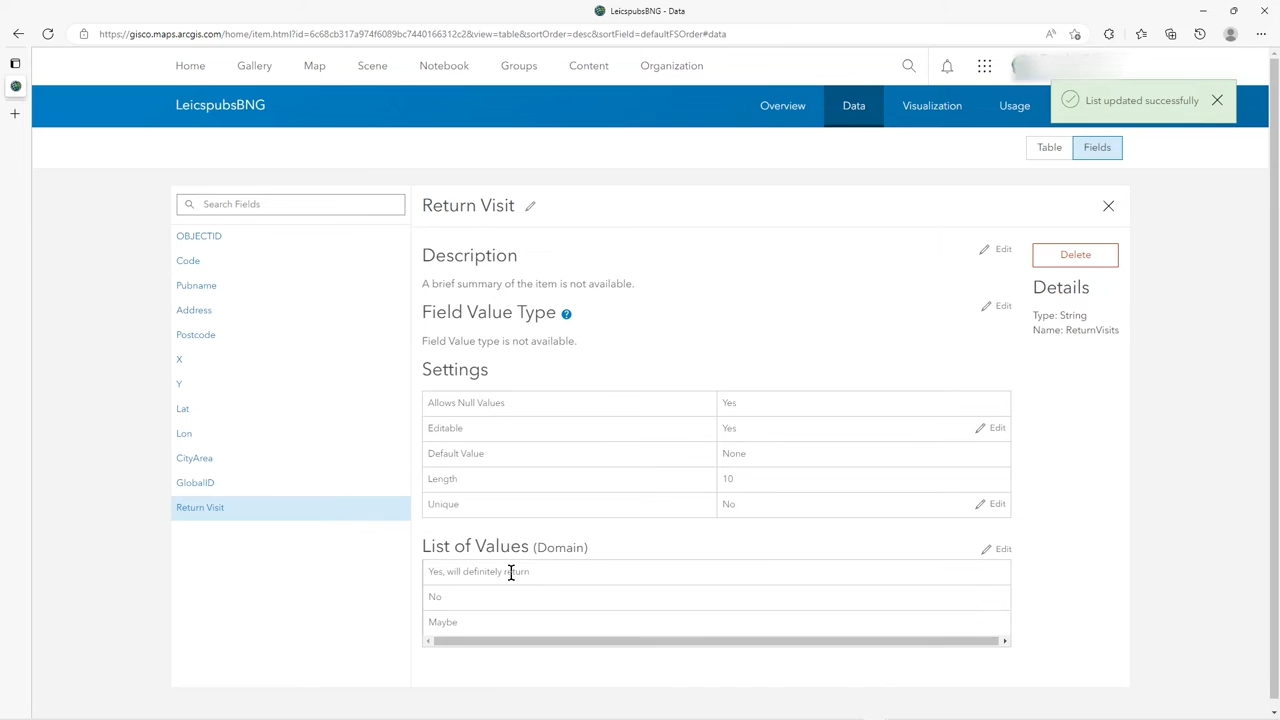 LeicspubsBNG - Data
https://gisco.maps.arcgis.com/home/item.html?id=6c68cb317a974f6089bc7440166312c2&view=table&sortOrder=desc&sortField=defaultFSOrder#data
Home Gallery Map Scene Notebook Groups Content Organization
LeicspubsBNG Overview Data Visualization Usage
List updated successfully
Table Fields
Search Fields
OBJECTID
Code
Pubname
Address
Postcode
X
Y
Lat
Lon
CityArea
GlobalID
Return Visit
Return Visit
Description Edit
A brief summary of the item is not available.
Field Value Type ? Edit
Field Value type is not available.
Settings
Allows Null Values Yes
Editable Yes Edit
Default Value None
Length 10
Unique No Edit
List of Values (Domain) Edit
Yes, will definitely return
No
Maybe
Delete
Details
Type: String
Name: ReturnVisits